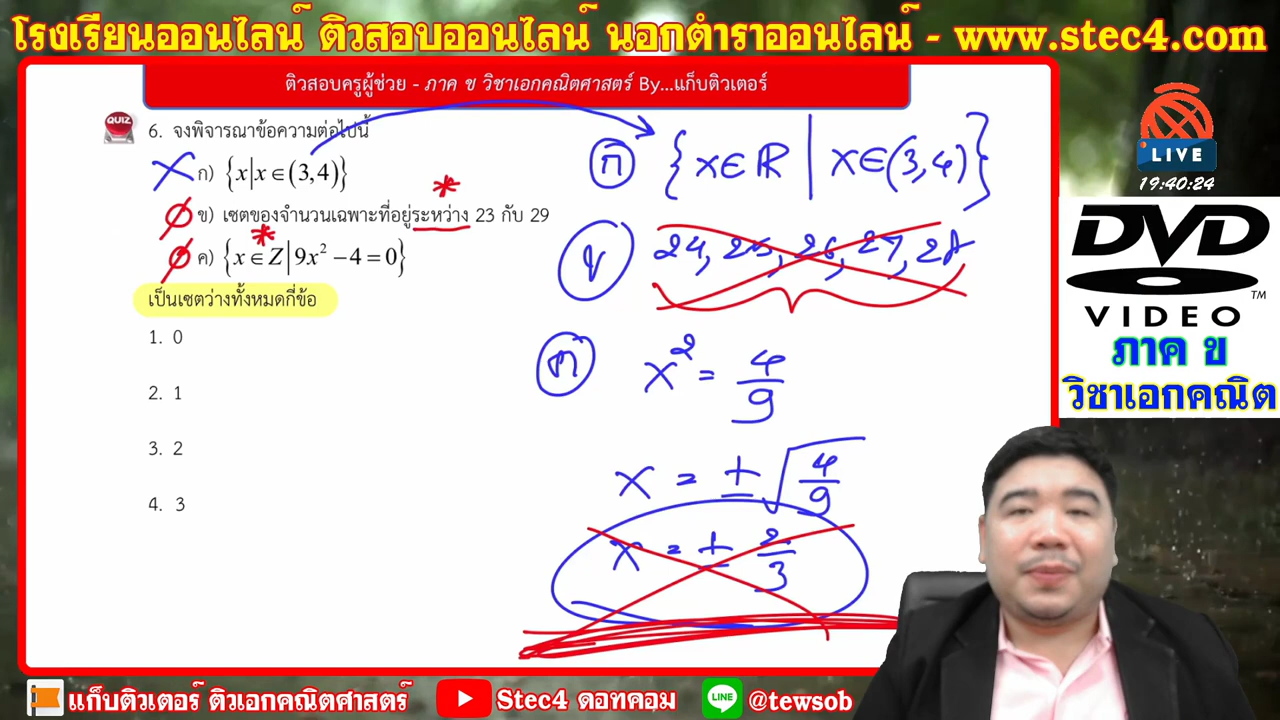 โรงเรียนออนไลน์ ติวสอบออนไลน์ นอกตำราออนไลน์ - www.stec4.com
ติวสอบครูผู้ช่วย - ภาค ข วิชาเอกคณิตศาสตร์ By...แก็บติวเตอร์
QUIZ
6. จงพิจารณาข้อความต่อไปนี้
ก) {x|x∈(3,4)}
ข) เซตของจำนวนเฉพาะที่อยู่ระหว่าง 23 กับ 29
ค) {x∈Z|9x²−4=0}
เป็นเซตว่างทั้งหมดกี่ข้อ
1. 0
2. 1
3. 2
4. 3
ก {x∈R | x∈(3,4)}
ข 24, 25, 26, 27, 28
ค x² = 4/9
x = ± √(4/9)
x = ± 2/3
LIVE
19:40:24
DVD
VIDEO
TM
ภาค ข
วิชาเอกคณิต
แก็บติวเตอร์ ติวเอกคณิตศาสตร์
Stec4 ดอทคอม
LINE
@tewsob